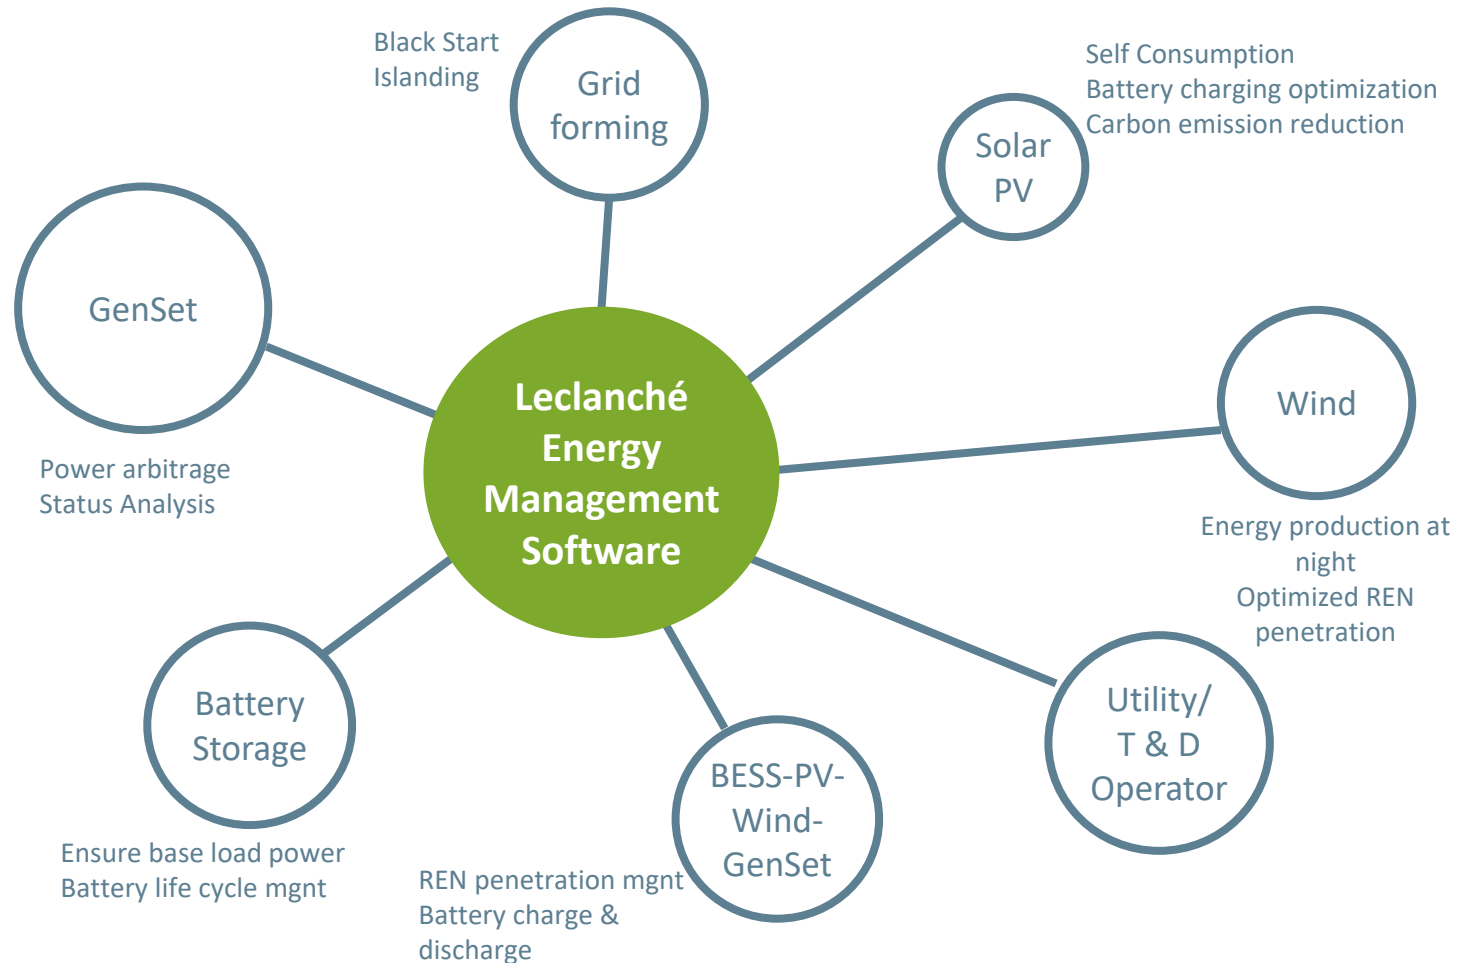 Black Start
Islanding
Grid
forming
Self Consumption
Battery charging optimization
Carbon emission reduction
Solar
PV
GenSet
Power arbitrage
Status Analysis
Leclanché
Energy
Management
Software
Wind
Energy production at
night
Optimized REN
penetration
Battery
Storage
Ensure base load power
Battery life cycle mgnt
BESS-PV-
Wind-
GenSet
REN penetration mgnt
Battery charge &
discharge
Utility/
T & D
Operator